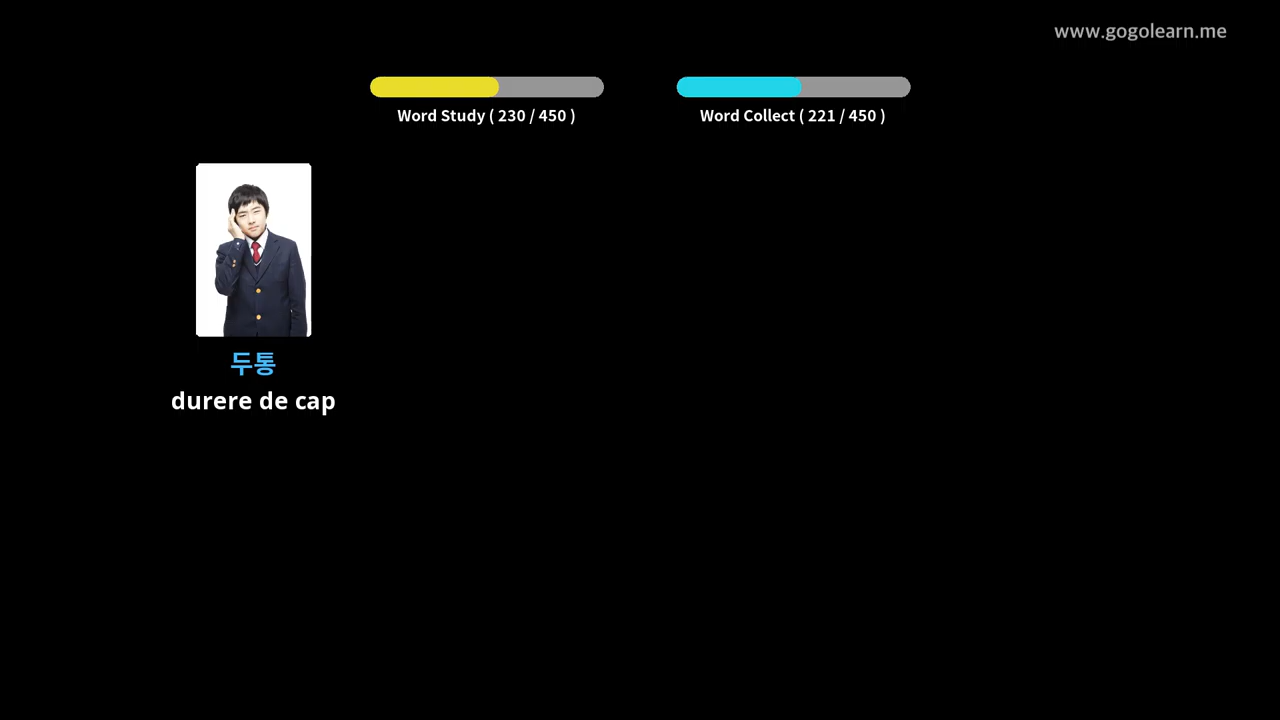 www.gogolearn.me
Word Study ( 230 / 450 )
Word Collect ( 221 / 450 )
두통
durere de cap